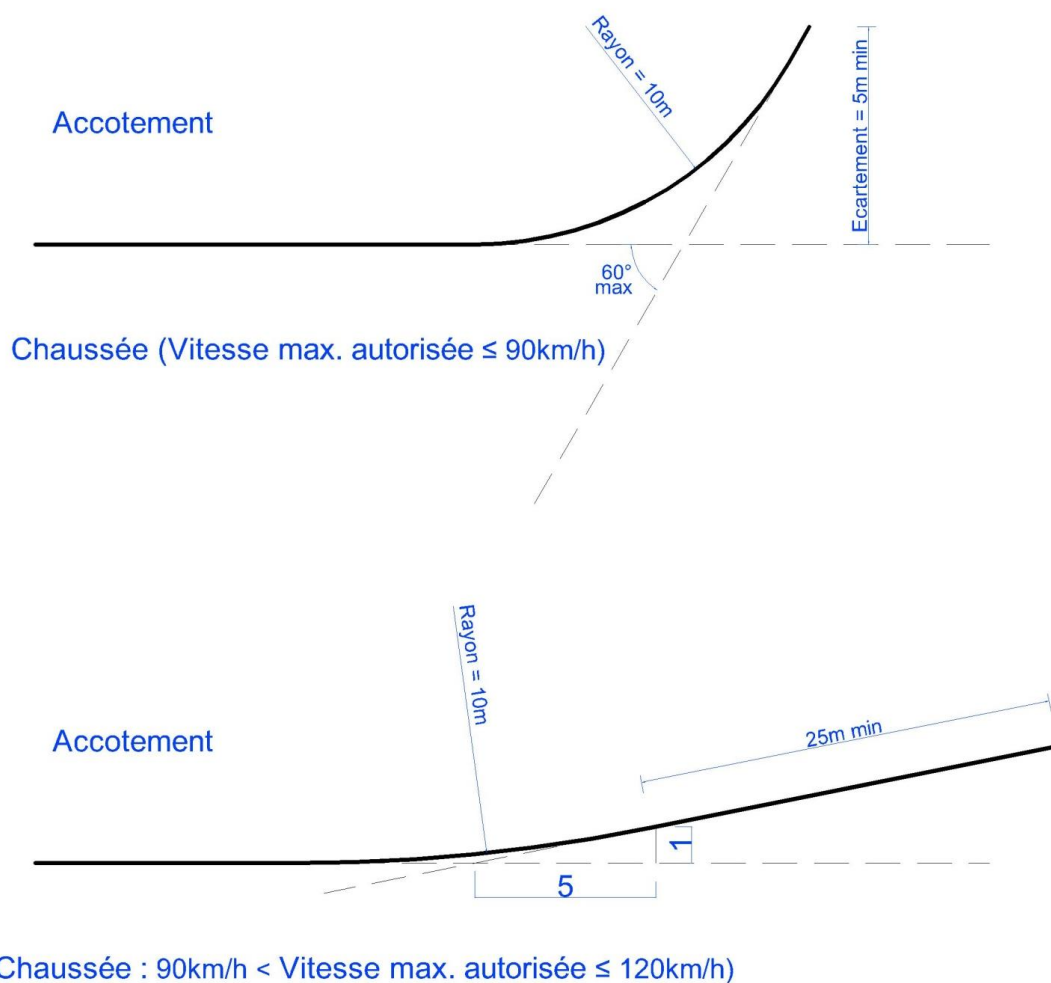 Rayon = 10m
Ecartement = 5m min
Accotement
60°
max
Chaussée (Vitesse max. autorisée ≤ 90km/h)
Rayon = 10m
Accotement
25m min
1
5
Chaussée : 90km/h < Vitesse max. autorisée ≤ 120km/h)